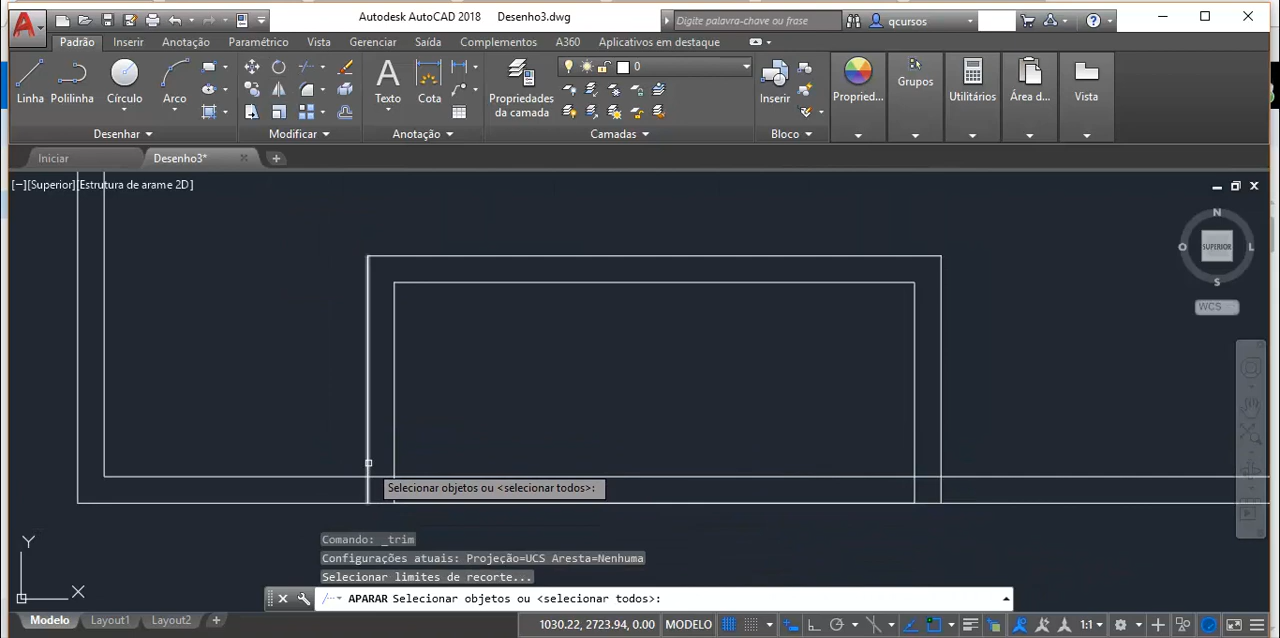 Autodesk AutoCAD 2018 Desenho3.dwg
Digite palavra-chave ou frase
qcursos
Padrão Inserir Anotação Paramétrico Vista Gerenciar Saída Complementos A360 Aplicativos em destaque
Linha Polilinha Círculo Arco
Desenhar
Modificar
A
Texto Cota
Anotação
Propriedades
da camada
0
Camadas
Inserir
Bloco
Propried...
Grupos
Utilitários
Área d...
Vista
Iniciar Desenho3*
[−][Superior][Estrutura de arame 2D]
N
O SUPERIOR L
S
WCS
Selecionar objetos ou <selecionar todos>:
Y
X
Comando: _trim
Configurações atuais: Projeção=UCS Aresta=Nenhuma
Selecionar limites de recorte...
APARAR Selecionar objetos ou <selecionar todos>:
Modelo Layout1 Layout2
1030.22, 2723.94, 0.00 MODELO 1:1